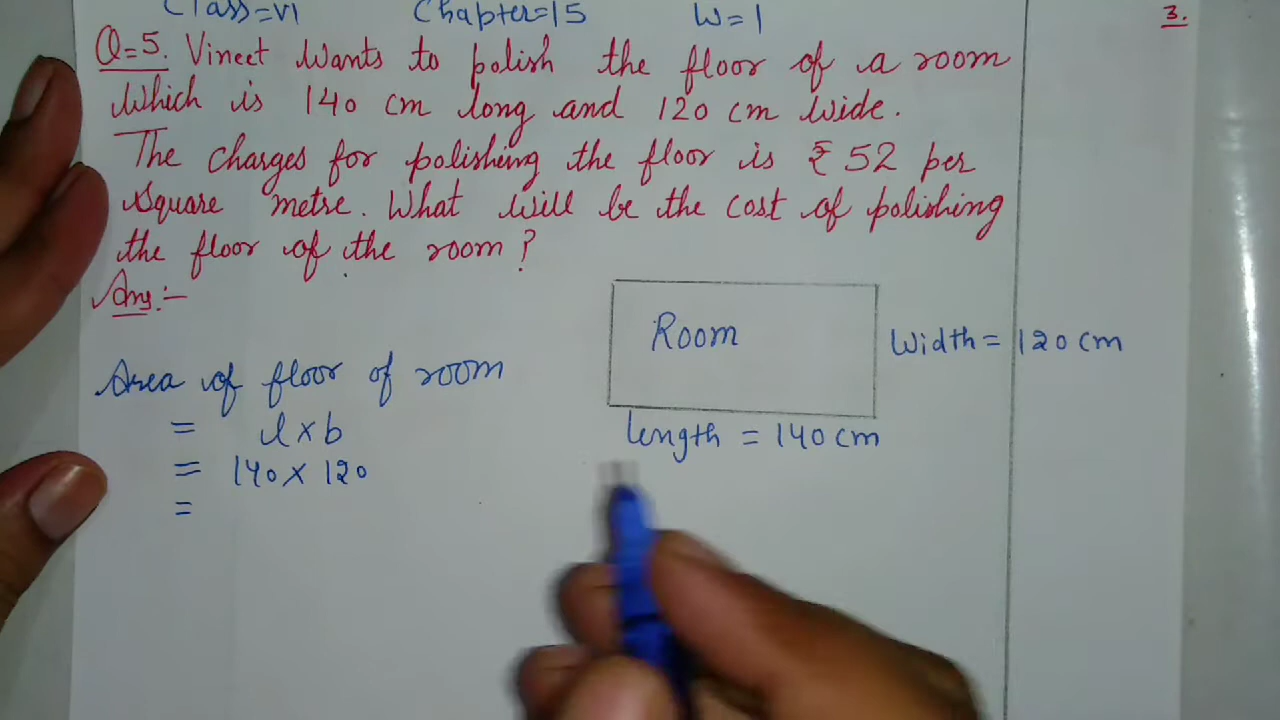 Class=VI Chapter=15 W=1
3.
Q=5. Vineet wants to polish the floor of a room
which is 140 cm long and 120 cm wide.
The charges for polishing the floor is ₹ 52 per
square metre. What will be the cost of polishing
the floor of the room?
Ans:-
Room
Width = 120 cm
length = 140 cm
Area of floor of room
= l × b
= 140 × 120
=